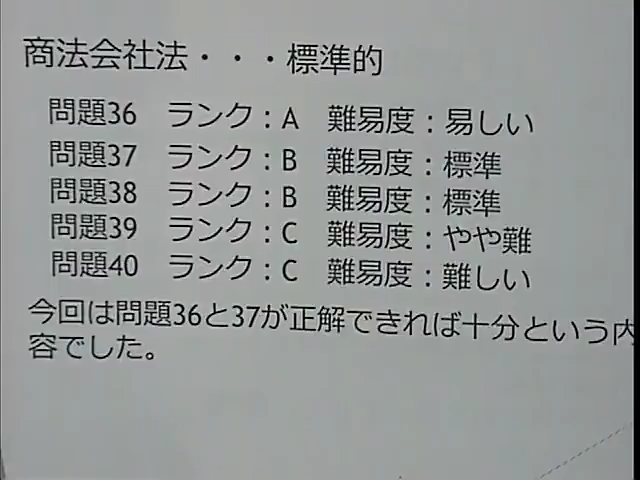 商法会社法・・・標準的
問題36 ランク：A 難易度：易しい
問題37 ランク：B 難易度：標準
問題38 ランク：B 難易度：標準
問題39 ランク：C 難易度：やや難
問題40 ランク：C 難易度：難しい
今回は問題36と37が正解できれば十分という内
容でした。